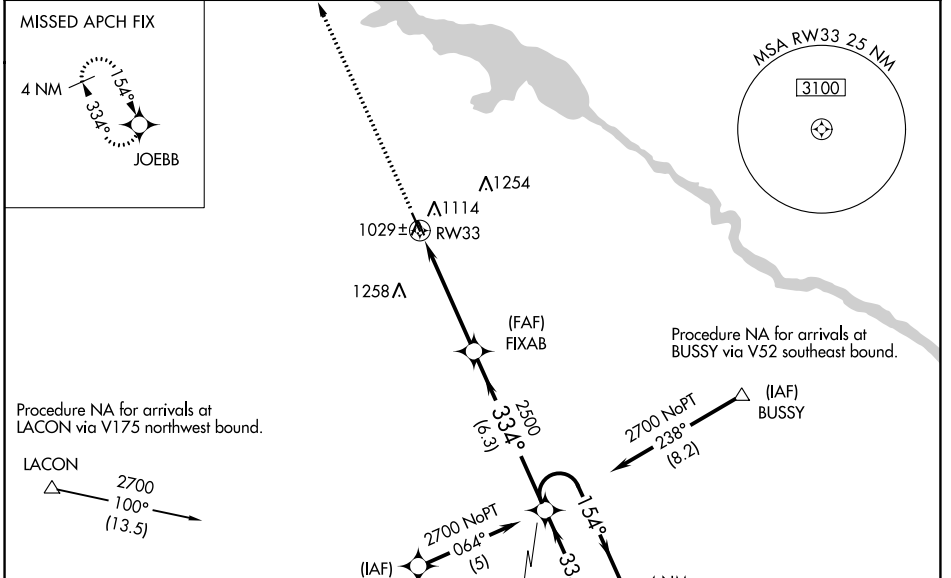 MISSED APCH FIX
4 NM
154°
334°
JOEBB
MSA RW33 25 NM
3100
1254
1114
1029±
RW33
1258
(FAF)
FIXAB
Procedure NA for arrivals at
BUSSY via V52 southeast bound.
(IAF)
BUSSY
2700 NoPT
238°
(8.2)
2500
334°
(6.3)
Procedure NA for arrivals at
LACON via V175 northwest bound.
LACON
2700
100°
(13.5)
2700 NoPT
064°
(5)
(IAF)
154°
33